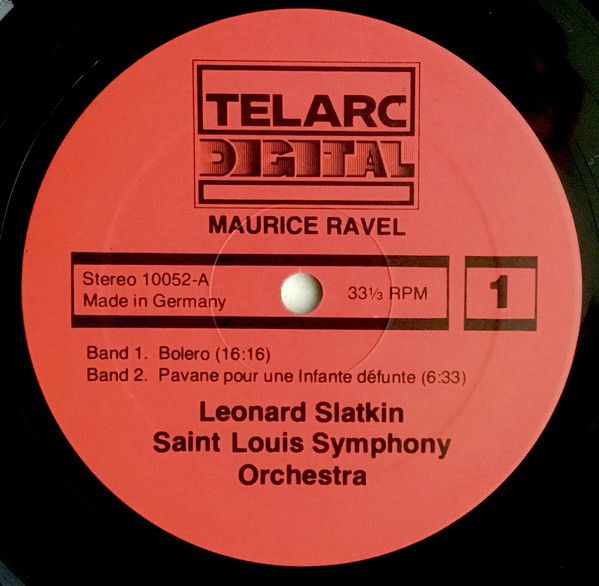 TELARC
DIGITAL
MAURICE RAVEL
Stereo 10052-A
Made in Germany
33⅓ RPM
1
Band 1. Bolero (16:16)
Band 2. Pavane pour une Infante défunte (6:33)
Leonard Slatkin
Saint Louis Symphony
Orchestra